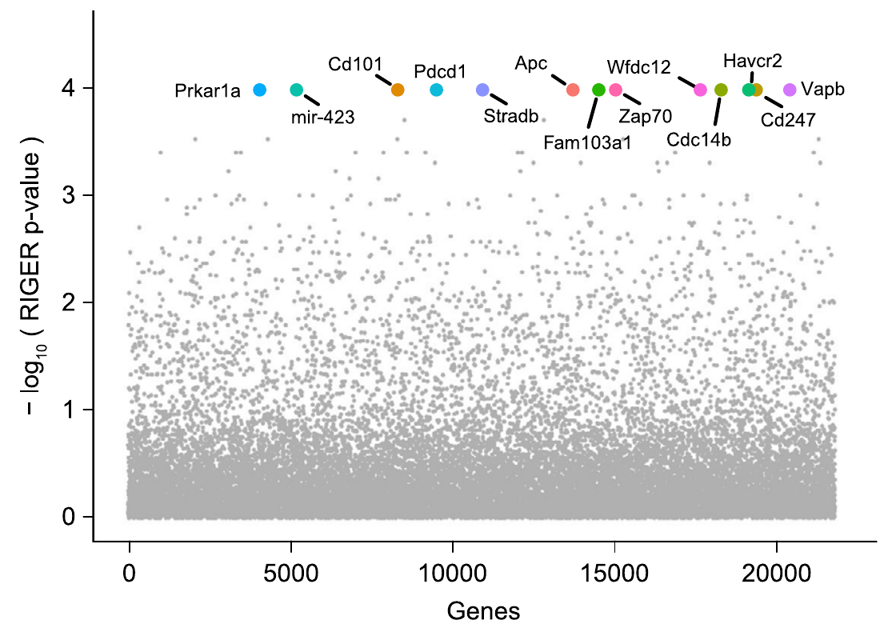 Havcr2
Cd101
Apc
Wfdc12
Pdcd1
4
Prkar1a
Vapb
mir-423
Stradb
Zap70
Cd247
Fam103a1
Cdc14b
3
2
1
0
− log10 ( RIGER p-value )
0
5000
10000
15000
20000
Genes